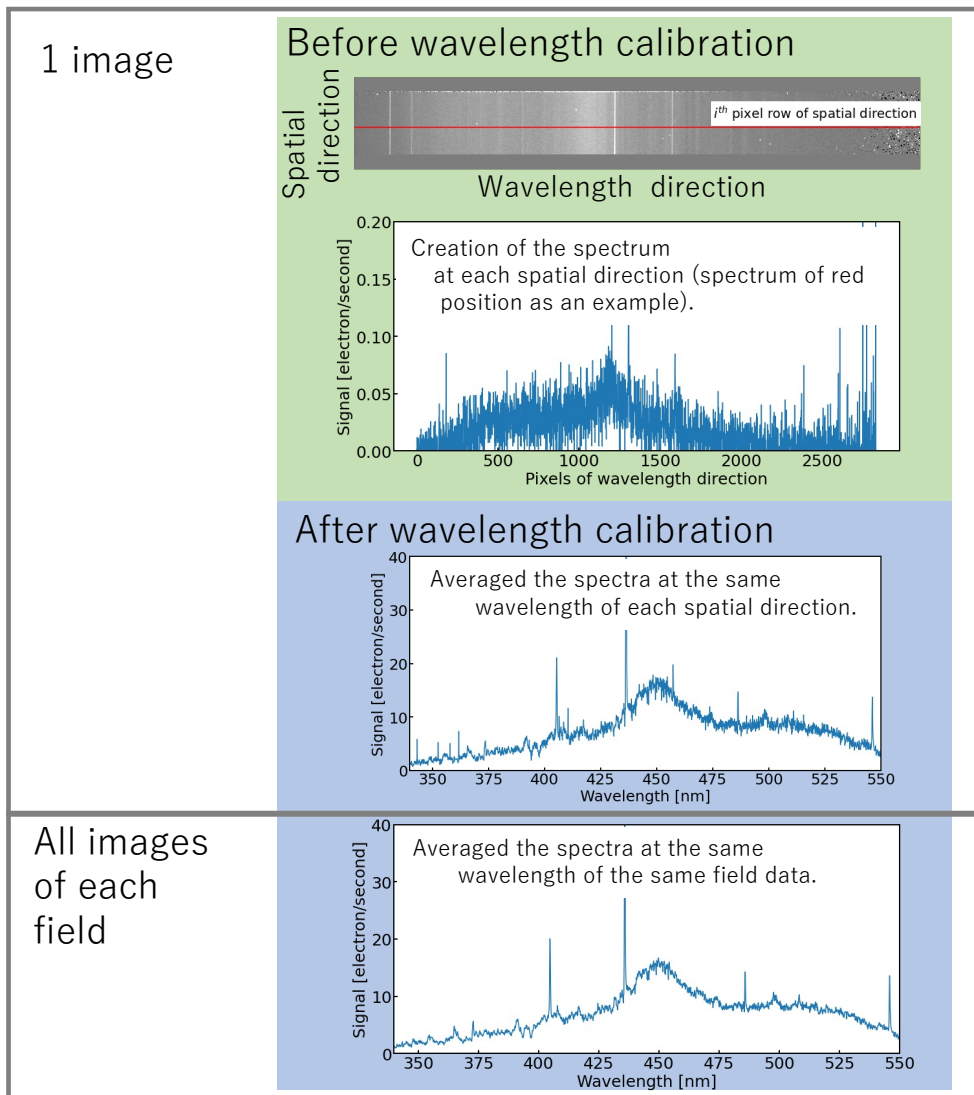 1 image
Before wavelength calibration
Spatial
direction
i^th pixel row of spatial direction
Wavelength direction
0.20
0.15
0.10
0.05
0.00
Signal [electron/second]
Creation of the spectrum
at each spatial direction (spectrum of red
position as an example).
0 500 1000 1500 2000 2500
Pixels of wavelength direction
After wavelength calibration
40
30
20
10
0
Signal [electron/second]
Averaged the spectra at the same
wavelength of each spatial direction.
350 375 400 425 450 475 500 525 550
Wavelength [nm]
All images
of each
field
40
30
20
10
0
Signal [electron/second]
Averaged the spectra at the same
wavelength of the same field data.
350 375 400 425 450 475 500 525 550
Wavelength [nm]